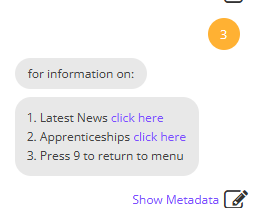 3
for information on:
1. Latest News click here
2. Apprenticeships click here
3. Press 9 to return to menu
Show Metadata